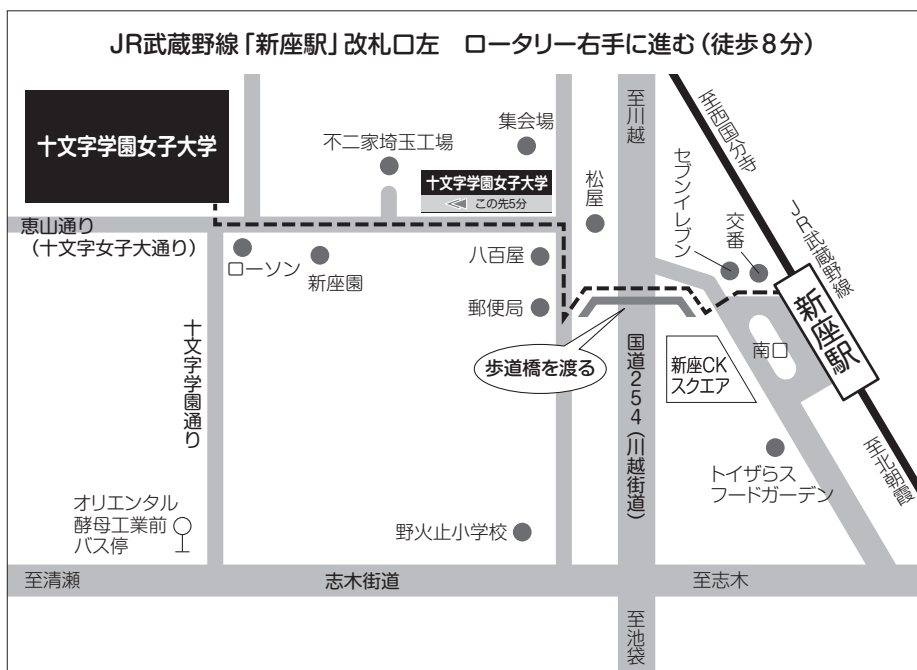 JR武蔵野線「新座駅」改札口左　ロータリー右手に進む（徒歩８分）
十文字学園女子大学
不二家埼玉工場
集会場
至川越
至西国分寺
十文字学園女子大学
この先5分
松屋
セブンイレブン
交番
JR武蔵野線
恵山通り
（十文字女子大通り）
ローソン
新座園
八百屋
郵便局
新座駅
南口
歩道橋を渡る
新座CK
スクエア
十文字学園通り
国道２５４（川越街道）
トイザらス
フードガーデン
至北朝霞
オリエンタル
酵母工業前
バス停
野火止小学校
至清瀬
志木街道
至志木
至池袋